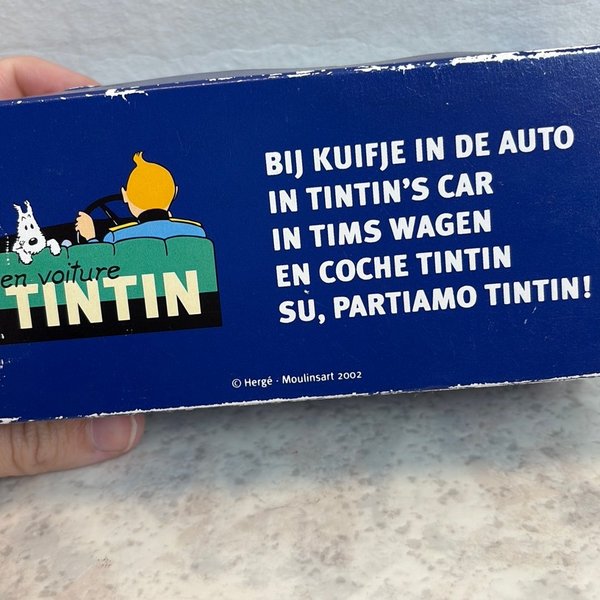 en voiture
TINTIN
BIJ KUIFJE IN DE AUTO
IN TINTIN'S CAR
IN TIMS WAGEN
EN COCHE TINTIN
SÙ, PARTIAMO TINTIN!
© Hergé · Moulinsart 2002